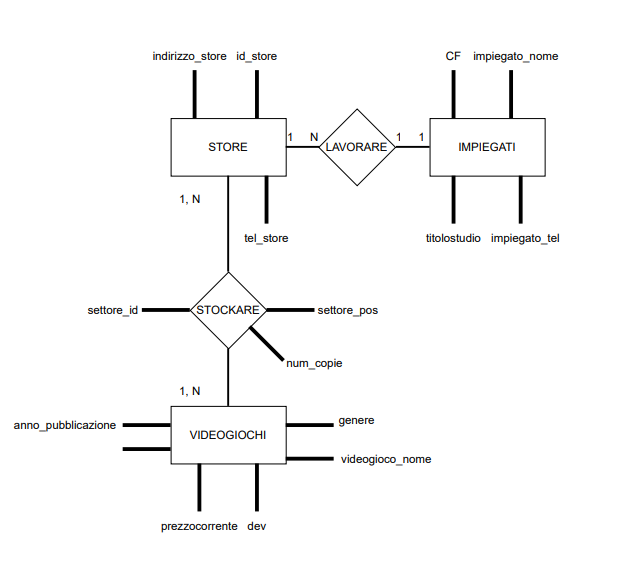 indirizzo_store id_store
CF impiegato_nome
STORE
1 N
LAVORARE
1 1
IMPIEGATI
1, N
tel_store
titolostudio impiegato_tel
settore_id
STOCKARE
settore_pos
num_copie
1, N
anno_pubblicazione
VIDEOGIOCHI
genere
videogioco_nome
prezzocorrente dev